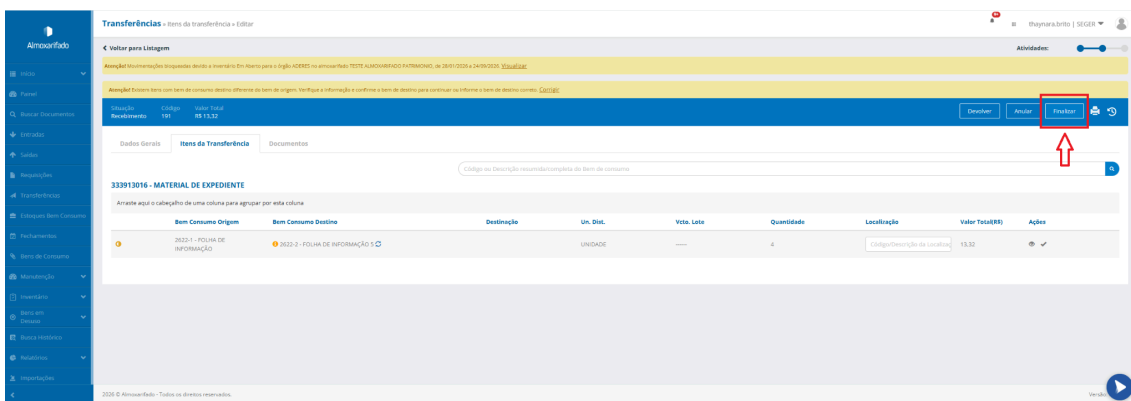 Almoxarifado
Início
Painel
Buscar Documentos
Entradas
Saídas
Requisições
Transferências
Estoques Bem Consumo
Fechamentos
Bens de Consumo
Manutenção
Inventário
Bens em Desuso
Busca Histórico
Relatórios
Importações
Transferências » Itens da transferência » Editar
thaynara.brito | SEGER
Voltar para Listagem
Atividades:
Atenção! Movimentações bloqueadas devido a Inventário Em Aberto para o órgão ADERES no almoxarifado TESTE ALMOXARIFADO PATRIMONIO, de 28/01/2026 a 24/09/2026. Visualizar
Atenção! Existem itens com bem de consumo destino diferente do bem de origem. Verifique a informação e confirme o bem de destino para continuar ou informe o bem de destino correto. Corrigir
Situação Código Valor Total
Recebimento 191 R$ 13,32
Devolver Anular Finalizar
Dados Gerais Itens da Transferência Documentos
Código ou Descrição resumida/completa do Bem de consumo
333913016 - MATERIAL DE EXPEDIENTE
Arraste aqui o cabeçalho de uma coluna para agrupar por esta coluna
Bem Consumo Origem Bem Consumo Destino Destinação Un. Dist. Vcto. Lote Quantidade Localização Valor Total(R$) Ações
2622-1 - FOLHA DE INFORMAÇÃO 2622-2 - FOLHA DE INFORMAÇÃO S UNIDADE ------ 4 Código/Descrição da Localizaç 13,32
2026 © Almoxarifado - Todos os direitos reservados.